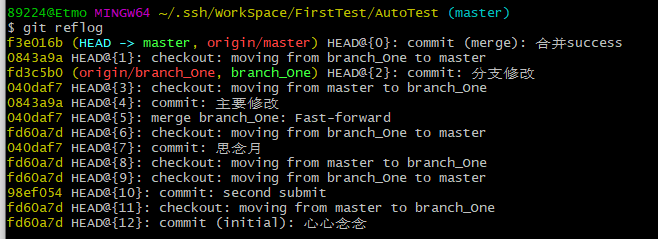 89224@Etmo MINGW64 ~/.ssh/WorkSpace/FirstTest/AutoTest (master)
$ git reflog
f3e016b (HEAD -> master, origin/master) HEAD@{0}: commit (merge): 合并success
0843a9a HEAD@{1}: checkout: moving from branch_One to master
fd3c5b0 (origin/branch_One, branch_One) HEAD@{2}: commit: 分支修改
040daf7 HEAD@{3}: checkout: moving from master to branch_One
0843a9a HEAD@{4}: commit: 主要修改
040daf7 HEAD@{5}: merge branch_One: Fast-forward
fd60a7d HEAD@{6}: checkout: moving from branch_One to master
040daf7 HEAD@{7}: commit: 思念月
fd60a7d HEAD@{8}: checkout: moving from master to branch_One
fd60a7d HEAD@{9}: checkout: moving from branch_One to master
98ef054 HEAD@{10}: commit: second submit
fd60a7d HEAD@{11}: checkout: moving from master to branch_One
fd60a7d HEAD@{12}: commit (initial): 心心念念